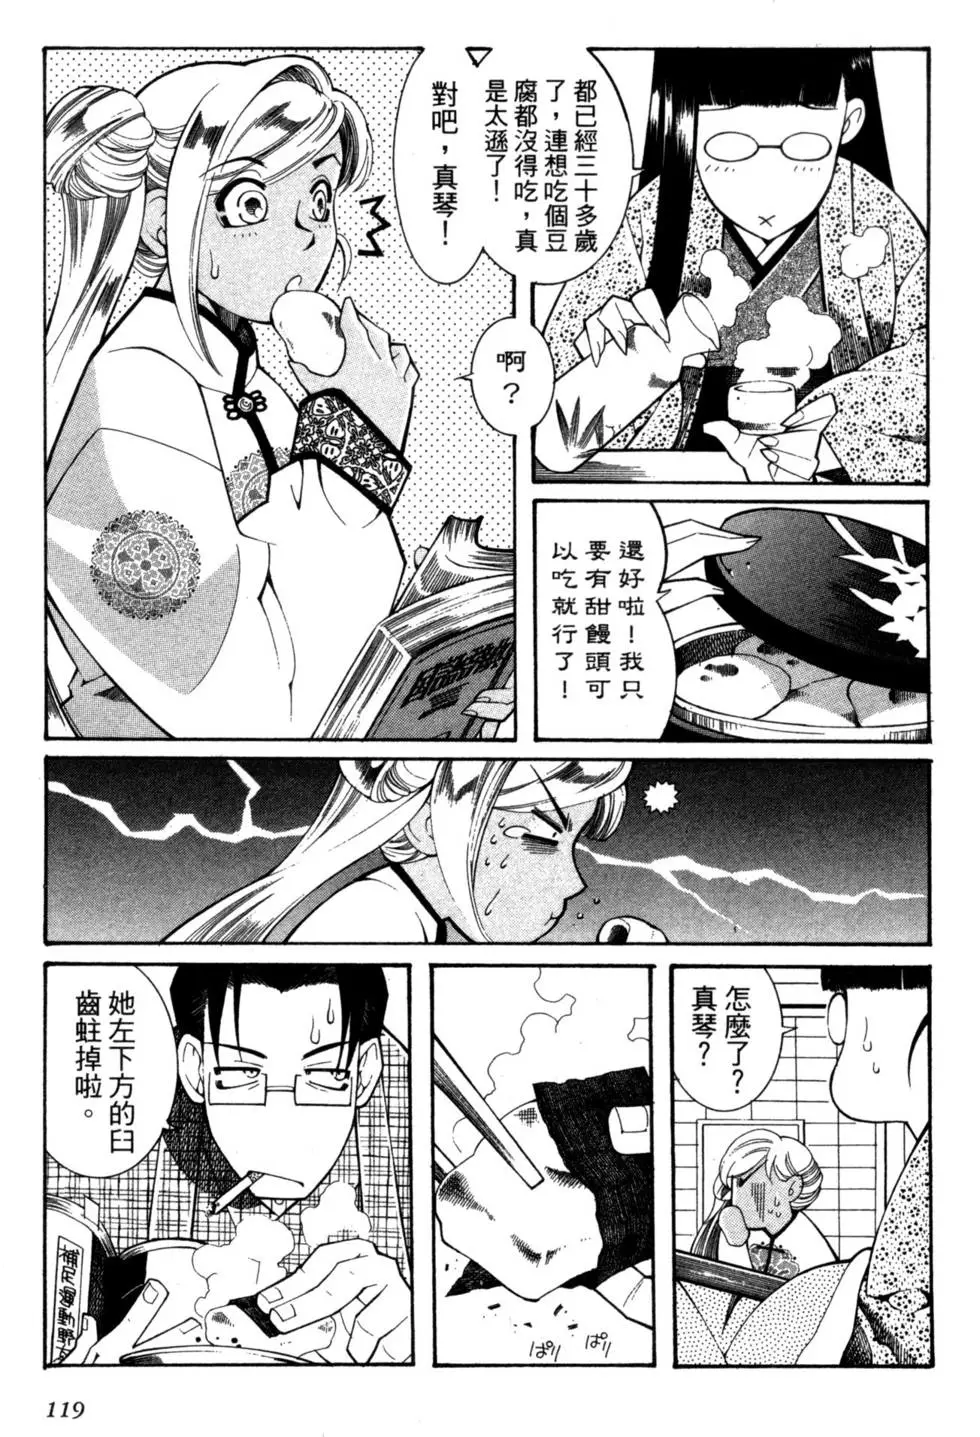 都已經三十多歲
了，連想吃個豆
腐都沒得吃，真
是太遜了！
對吧，真琴！
啊？
還好啦！我只
要有甜饅頭可
以吃就行了！
怎麼了？
真琴？
ぱり
ぱり
她左下方的臼
齒蛀掉啦。
119